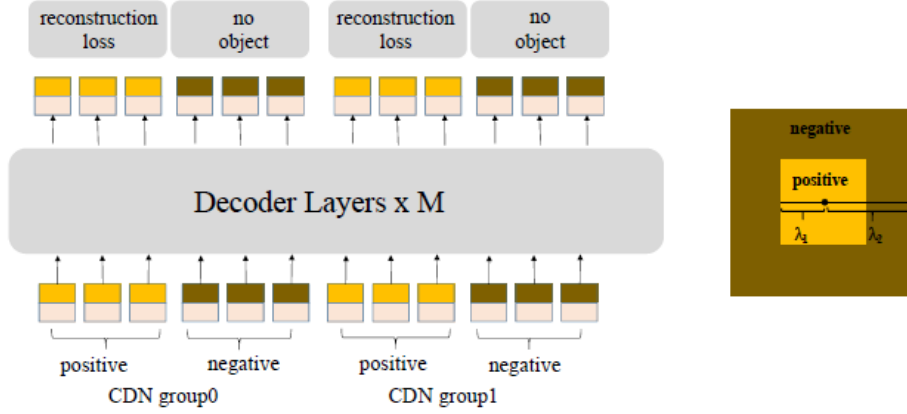 reconstruction
loss
no
object
reconstruction
loss
no
object
Decoder Layers x M
positive
negative
positive
negative
CDN group0
CDN group1
negative
positive
λ1
λ2